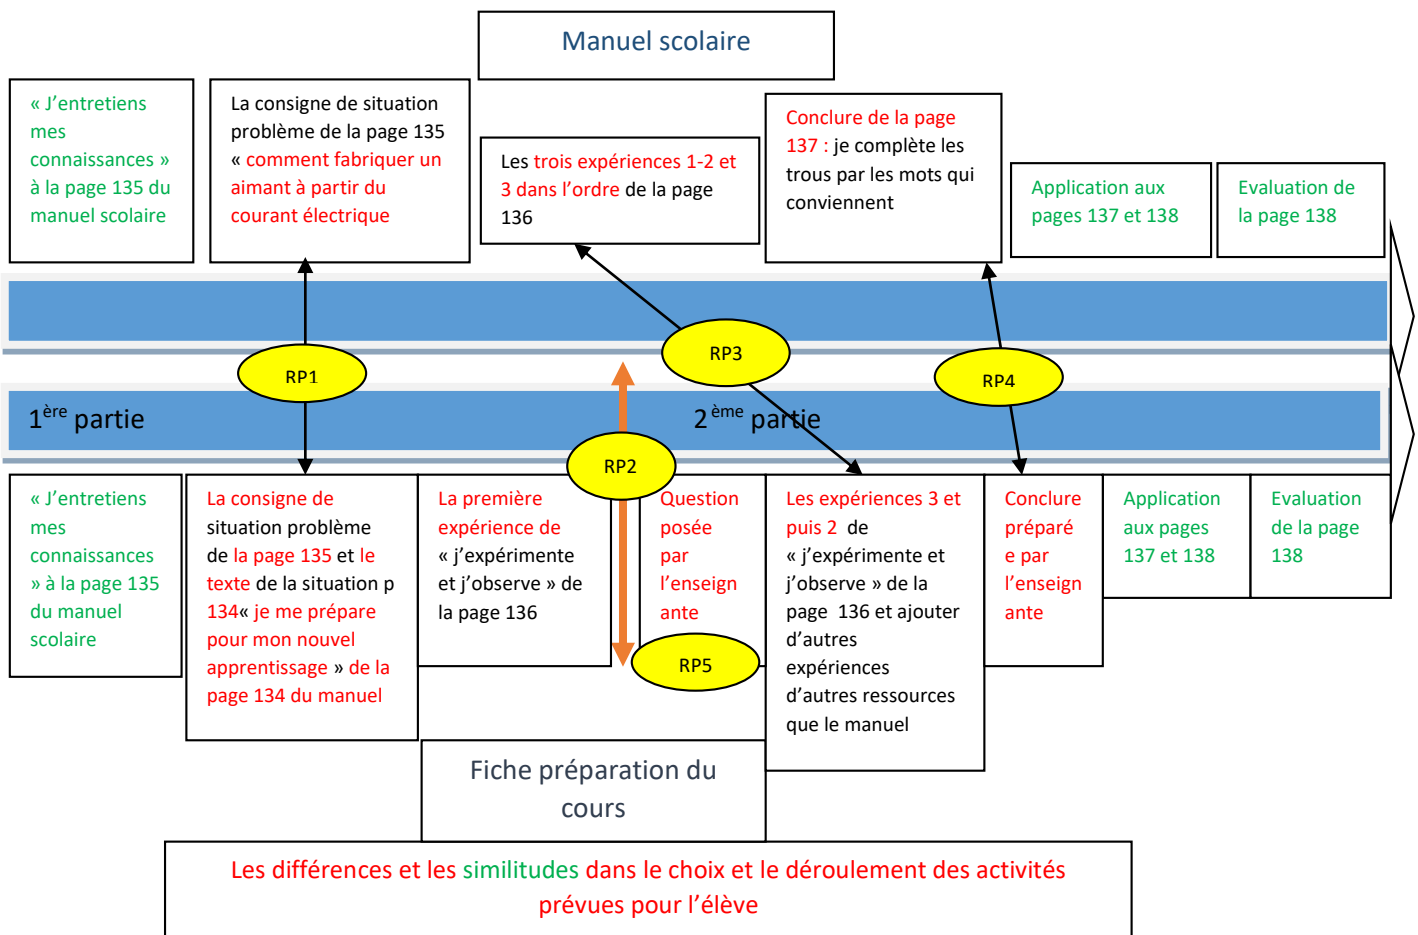 Manuel scolaire
« J’entretiens
mes
connaissances »
à la page 135 du
manuel scolaire
La consigne de situation
problème de la page 135
« comment fabriquer un
aimant à partir du
courant électrique
Les trois expériences 1-2 et
3 dans l’ordre de la page
136
Conclure de la page
137 : je complète les
trous par les mots qui
conviennent
Application aux
pages 137 et 138
Evaluation de
la page 138
RP1
RP3
RP4
1ère partie
2ème partie
RP2
« J’entretiens
mes
connaissances
» à la page 135
du manuel
scolaire
La consigne de
situation problème
de la page 135 et le
texte de la situation p
134« je me prépare
pour mon nouvel
apprentissage » de la
page 134 du manuel
La première
expérience de
« j’expérimente
et j’observe » de
la page 136
Question
posée
par
l’enseign
ante
RP5
Les expériences 3 et
puis 2 de
« j’expérimente et
j’observe » de la
page 136 et ajouter
d’autres
expériences
d’autres ressources
que le manuel
Conclure
préparé
e par
l’enseign
ante
Application
aux pages
137 et 138
Evaluation
de la page
138
Fiche préparation du
cours
Les différences et les similitudes dans le choix et le déroulement des activités
prévues pour l’élève